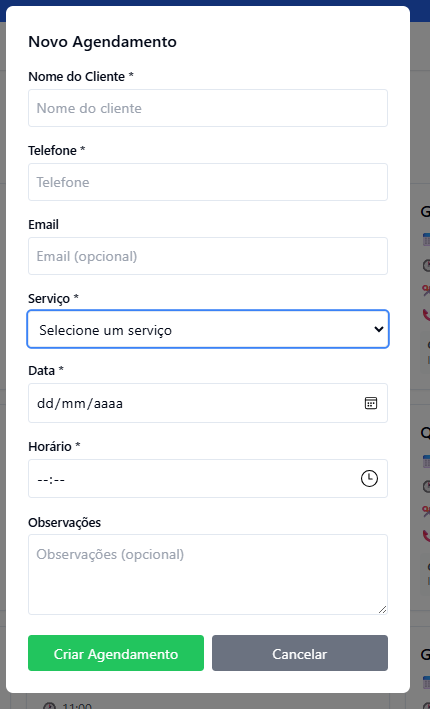 Novo Agendamento
Nome do Cliente *
Nome do cliente
Telefone *
Telefone
Email
Email (opcional)
Serviço *
Selecione um serviço
Data *
dd/mm/aaaa
Horário *
--:--
Observações
Observações (opcional)
Criar Agendamento
Cancelar
G
Q
G
11:00